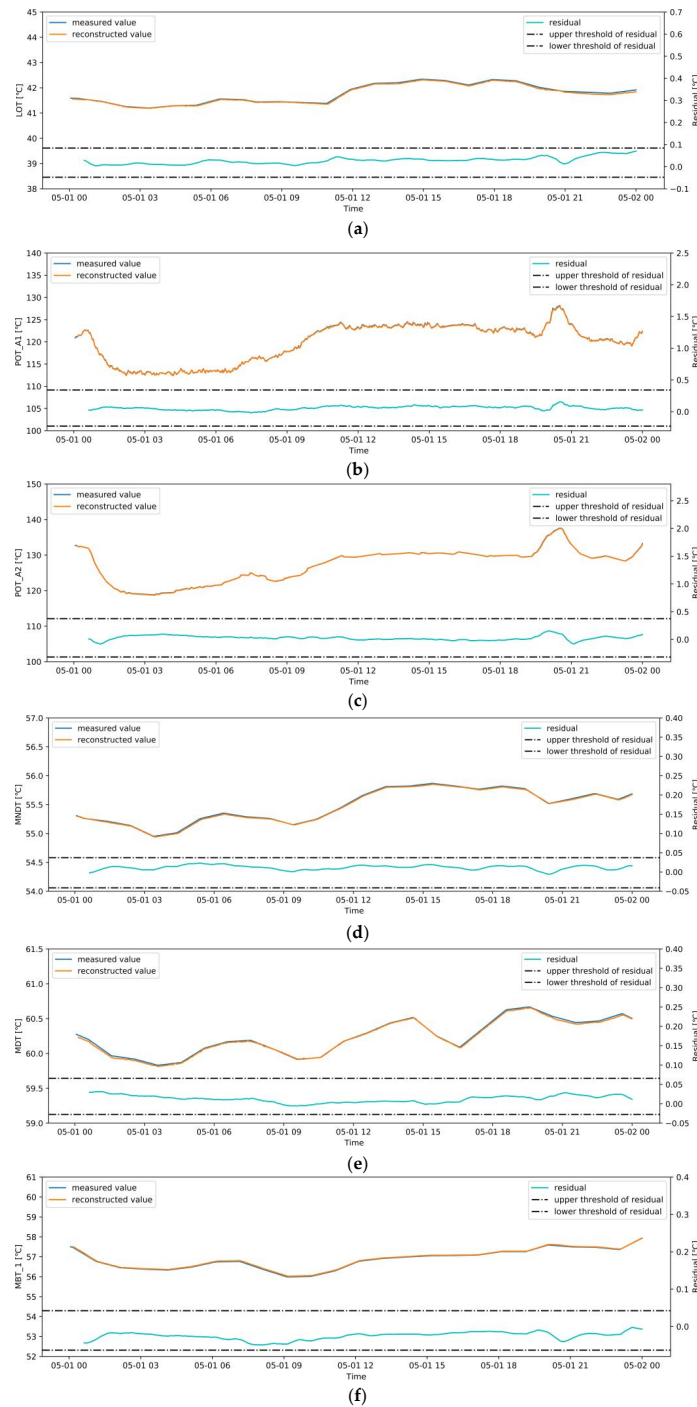 45
44
43
42
41
40
39
38
LOT [℃]
measured value
reconstructed value
residual
upper threshold of residual
lower threshold of residual
0.7
0.6
0.5
0.4
0.3
0.2
0.1
0.0
−0.1
Residual [℃]
05-01 00 05-01 03 05-01 06 05-01 09 05-01 12 05-01 15 05-01 18 05-01 21 05-02 00
Time
(a)
140
135
130
125
120
115
110
105
100
POT_A1 [℃]
measured value
reconstructed value
residual
upper threshold of residual
lower threshold of residual
2.5
2.0
1.5
1.0
0.5
0.0
Residual [℃]
05-01 00 05-01 03 05-01 06 05-01 09 05-01 12 05-01 15 05-01 18 05-01 21 05-02 00
Time
(b)
150
140
130
120
110
100
POT_A2 [℃]
measured value
reconstructed value
residual
upper threshold of residual
lower threshold of residual
2.5
2.0
1.5
1.0
0.5
0.0
Residual [℃]
05-01 00 05-01 03 05-01 06 05-01 09 05-01 12 05-01 15 05-01 18 05-01 21 05-02 00
Time
(c)
57.0
56.5
56.0
55.5
55.0
54.5
54.0
MNDT [℃]
measured value
reconstructed value
residual
upper threshold of residual
lower threshold of residual
0.40
0.35
0.30
0.25
0.20
0.15
0.10
0.05
0.00
−0.05
Residual [℃]
05-01 00 05-01 03 05-01 06 05-01 09 05-01 12 05-01 15 05-01 18 05-01 21 05-02 00
Time
(d)
61.5
61.0
60.5
60.0
59.5
59.0
MDT [℃]
measured value
reconstructed value
residual
upper threshold of residual
lower threshold of residual
0.40
0.35
0.30
0.25
0.20
0.15
0.10
0.05
0.00
−0.05
Residual [℃]
05-01 00 05-01 03 05-01 06 05-01 09 05-01 12 05-01 15 05-01 18 05-01 21 05-02 00
Time
(e)
61
60
59
58
57
56
55
54
53
52
MBT_1 [℃]
measured value
reconstructed value
residual
upper threshold of residual
lower threshold of residual
0.4
0.3
0.2
0.1
0.0
Residual [℃]
05-01 00 05-01 03 05-01 06 05-01 09 05-01 12 05-01 15 05-01 18 05-01 21 05-02 00
Time
(f)